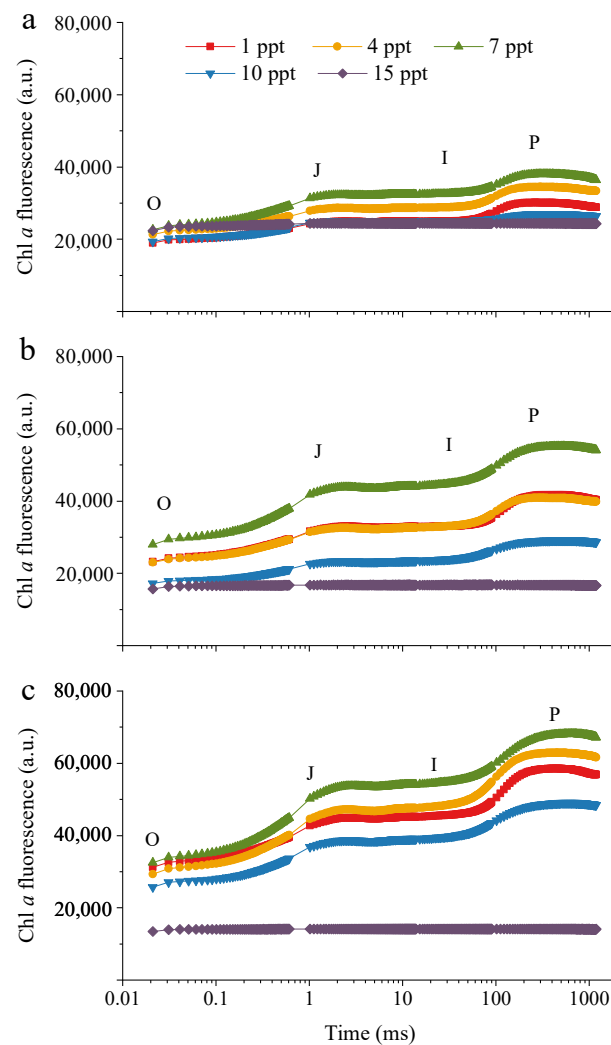 a
80,000
60,000
40,000
20,000
Chl a fluorescence (a.u.)
1 ppt 4 ppt 7 ppt
10 ppt 15 ppt
O
J
I
P
b
80,000
60,000
40,000
20,000
Chl a fluorescence (a.u.)
O
J
I
P
c
80,000
60,000
40,000
20,000
Chl a fluorescence (a.u.)
O
J
I
P
0.01 0.1 1 10 100 1000
Time (ms)